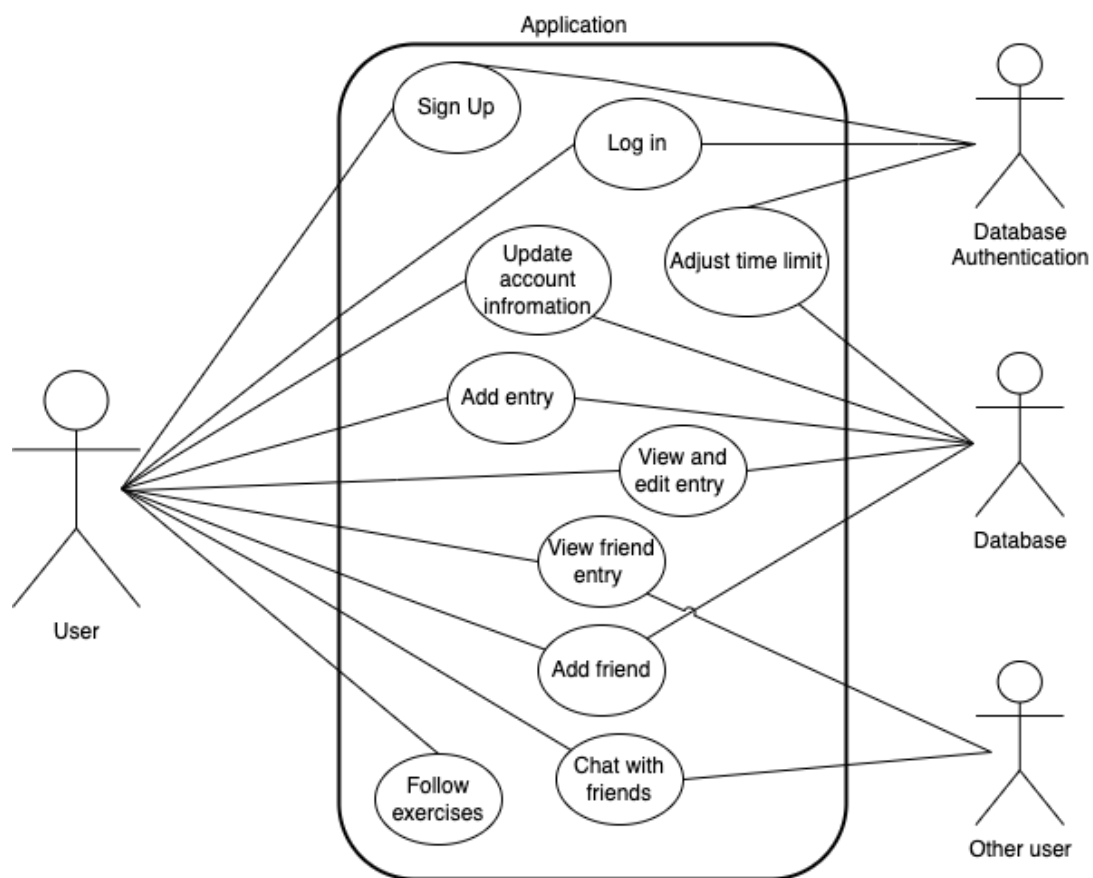 Application
Sign Up
Log in
Database
Authentication
Adjust time limit
Update
account
infromation
Add entry
View and
edit entry
Database
View friend
entry
User
Add friend
Chat with
friends
Follow
exercises
Other user